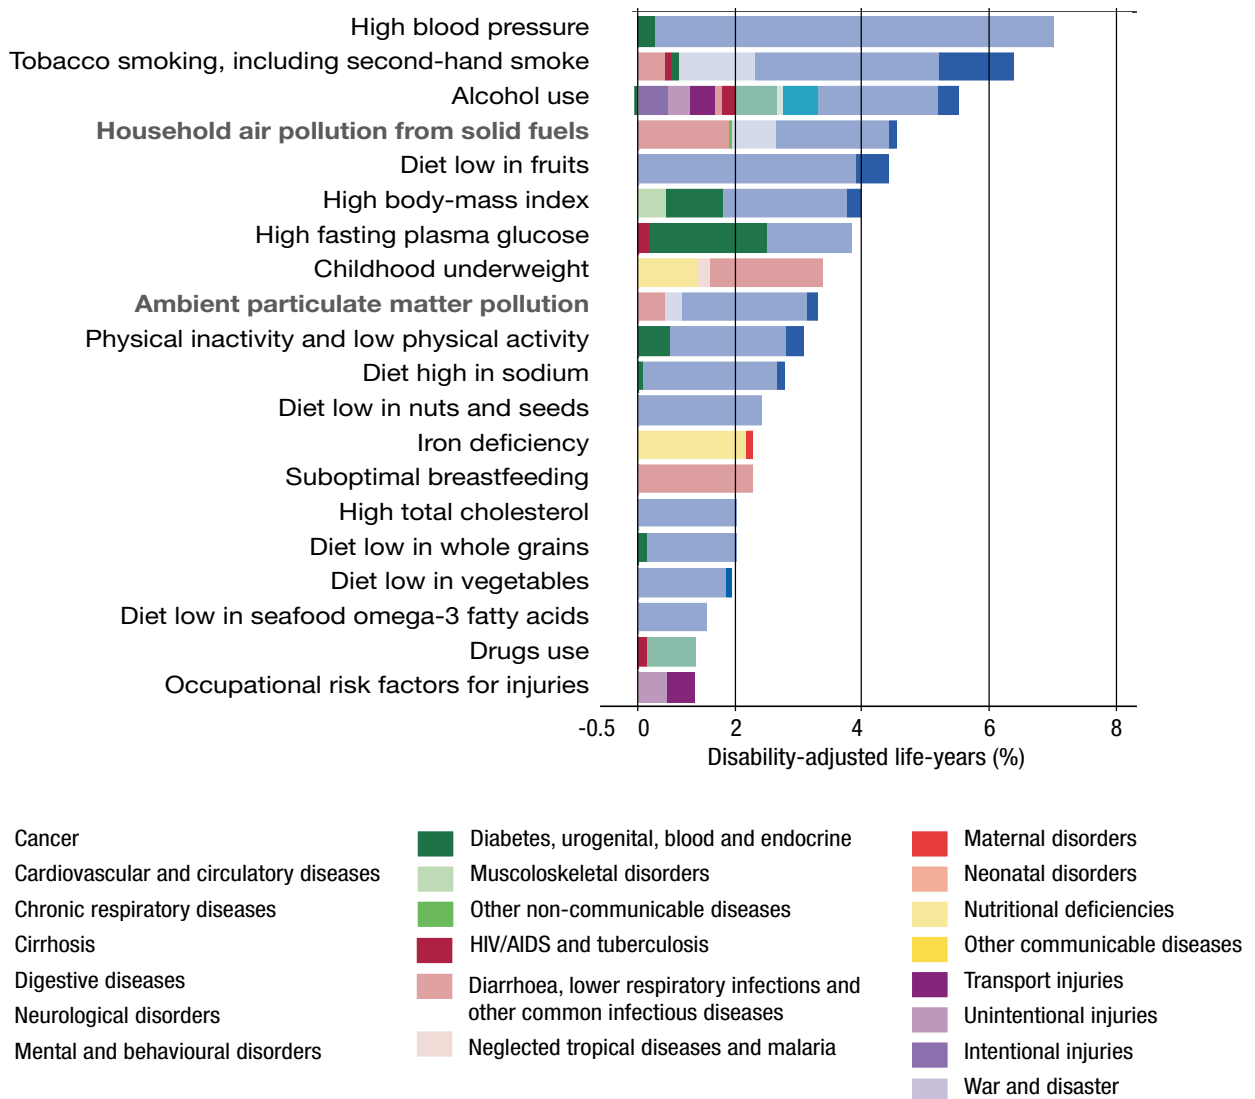 High blood pressure
Tobacco smoking, including second-hand smoke
Alcohol use
Household air pollution from solid fuels
Diet low in fruits
High body-mass index
High fasting plasma glucose
Childhood underweight
Ambient particulate matter pollution
Physical inactivity and low physical activity
Diet high in sodium
Diet low in nuts and seeds
Iron deficiency
Suboptimal breastfeeding
High total cholesterol
Diet low in whole grains
Diet low in vegetables
Diet low in seafood omega-3 fatty acids
Drugs use
Occupational risk factors for injuries
-0.5 0 2 4 6 8
Disability-adjusted life-years (%)
Cancer
Cardiovascular and circulatory diseases
Chronic respiratory diseases
Cirrhosis
Digestive diseases
Neurological disorders
Mental and behavioural disorders
Diabetes, urogenital, blood and endocrine
Muscoloskeletal disorders
Other non-communicable diseases
HIV/AIDS and tuberculosis
Diarrhoea, lower respiratory infections and
other common infectious diseases
Neglected tropical diseases and malaria
Maternal disorders
Neonatal disorders
Nutritional deficiencies
Other communicable diseases
Transport injuries
Unintentional injuries
Intentional injuries
War and disaster